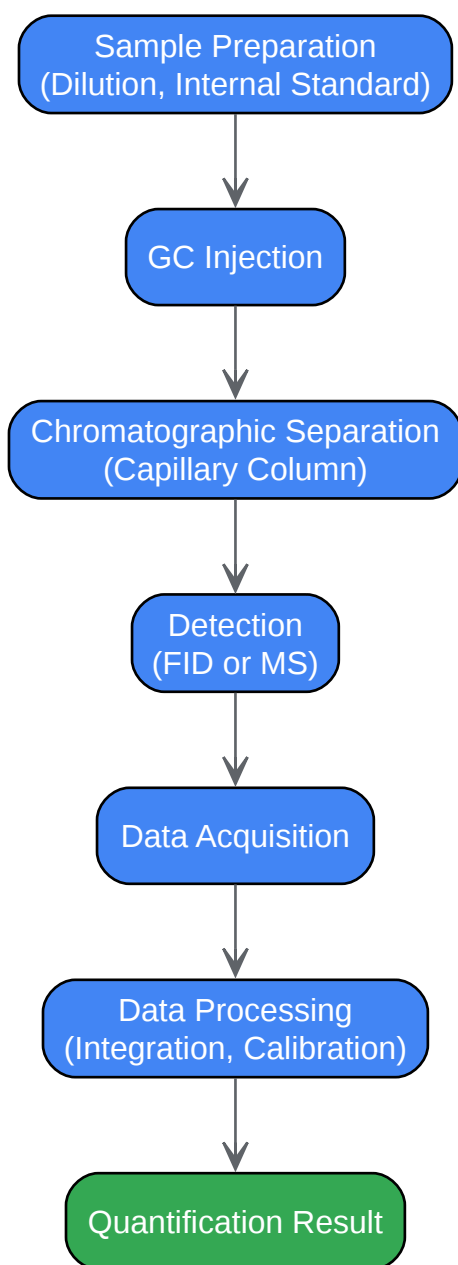 Sample Preparation
(Dilution, Internal Standard)
GC Injection
Chromatographic Separation
(Capillary Column)
Detection
(FID or MS)
Data Acquisition
Data Processing
(Integration, Calibration)
Quantification Result